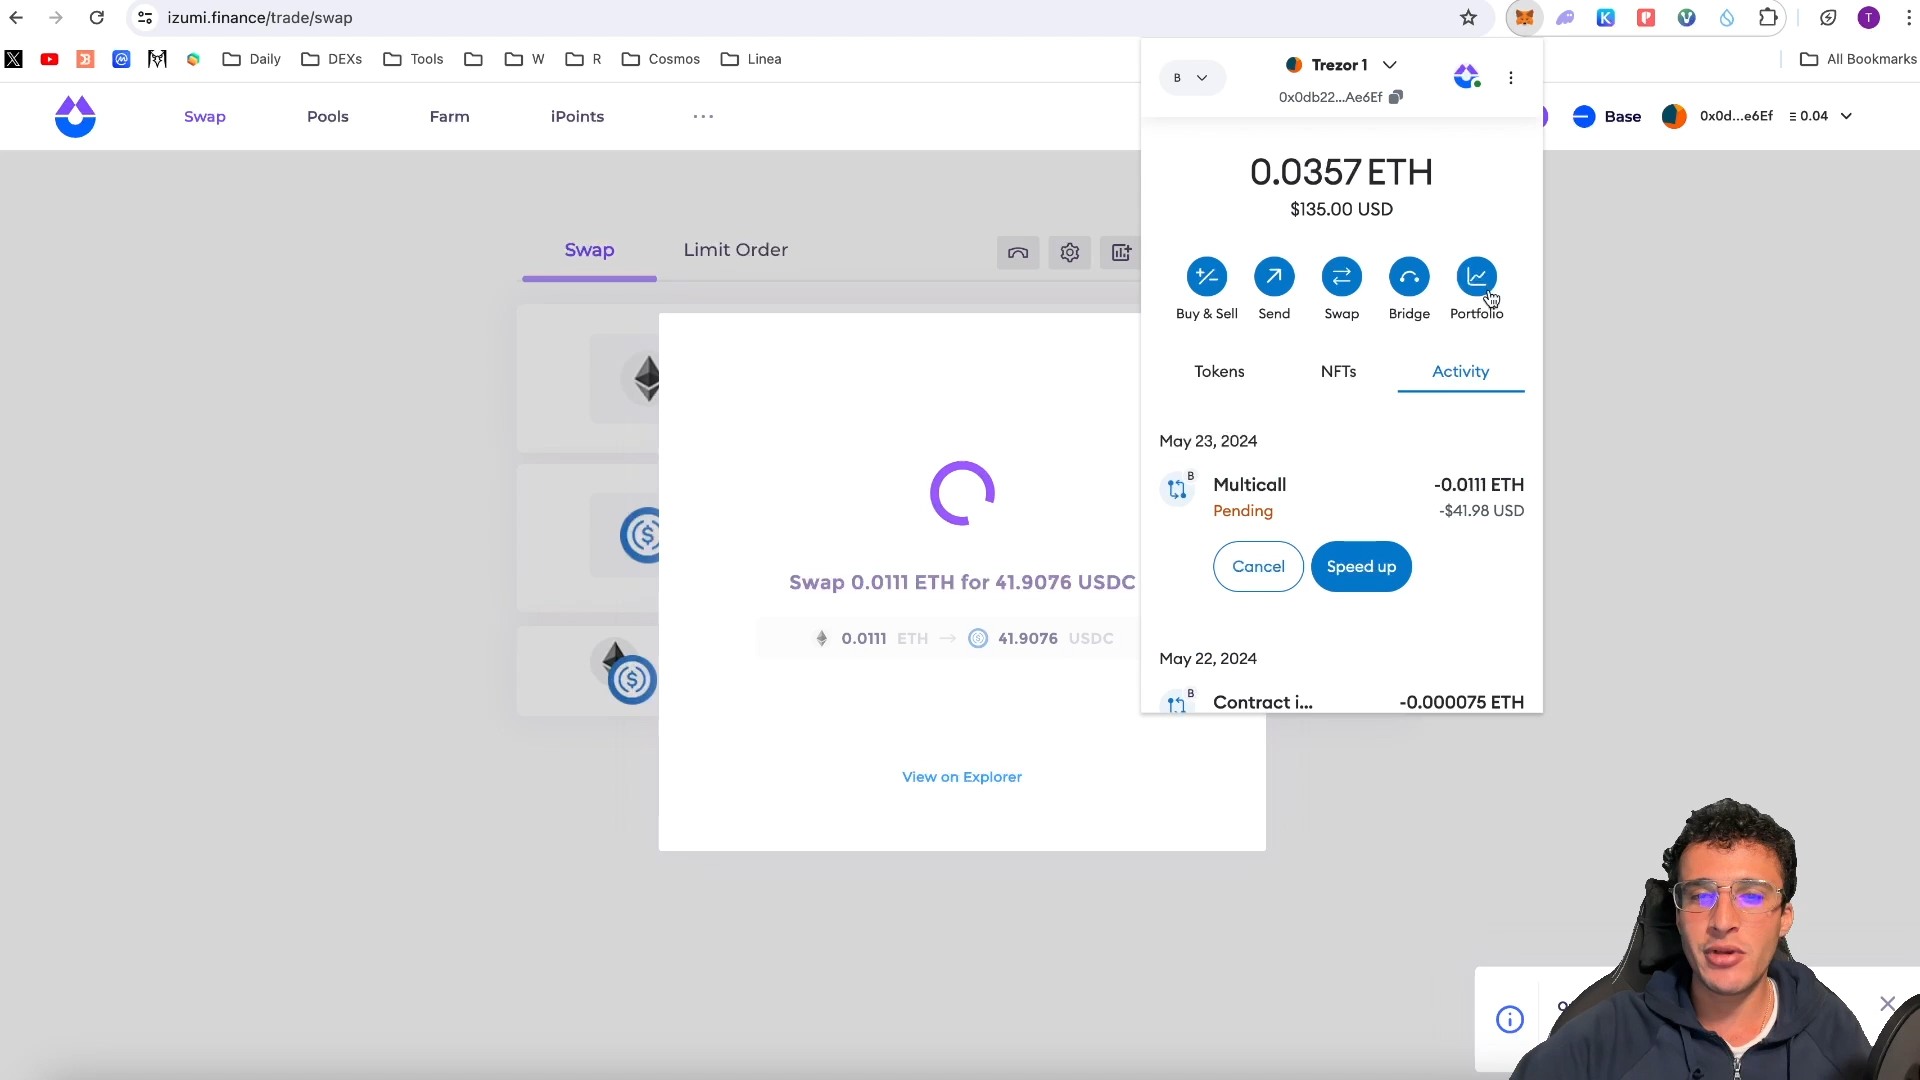 izumi.finance/trade/swap
T
Daily
DEXs
Tools
W
R
Cosmos
Linea
All Bookmarks
Swap
Pools
Farm
iPoints
Base
0x0d...e6Ef
0.04
Swap
Limit Order
Swap 0.0111 ETH for 41.9076 USDC
0.0111 ETH → 41.9076 USDC
View on Explorer
B
Trezor 1
0x0db22...Ae6Ef
0.0357 ETH
$135.00 USD
Buy & Sell
Send
Swap
Bridge
Portfolio
Tokens
NFTs
Activity
May 23, 2024
B
Multicall
-0.0111 ETH
Pending
-$41.98 USD
Cancel
Speed up
May 22, 2024
B
Contract i...
-0.000075 ETH